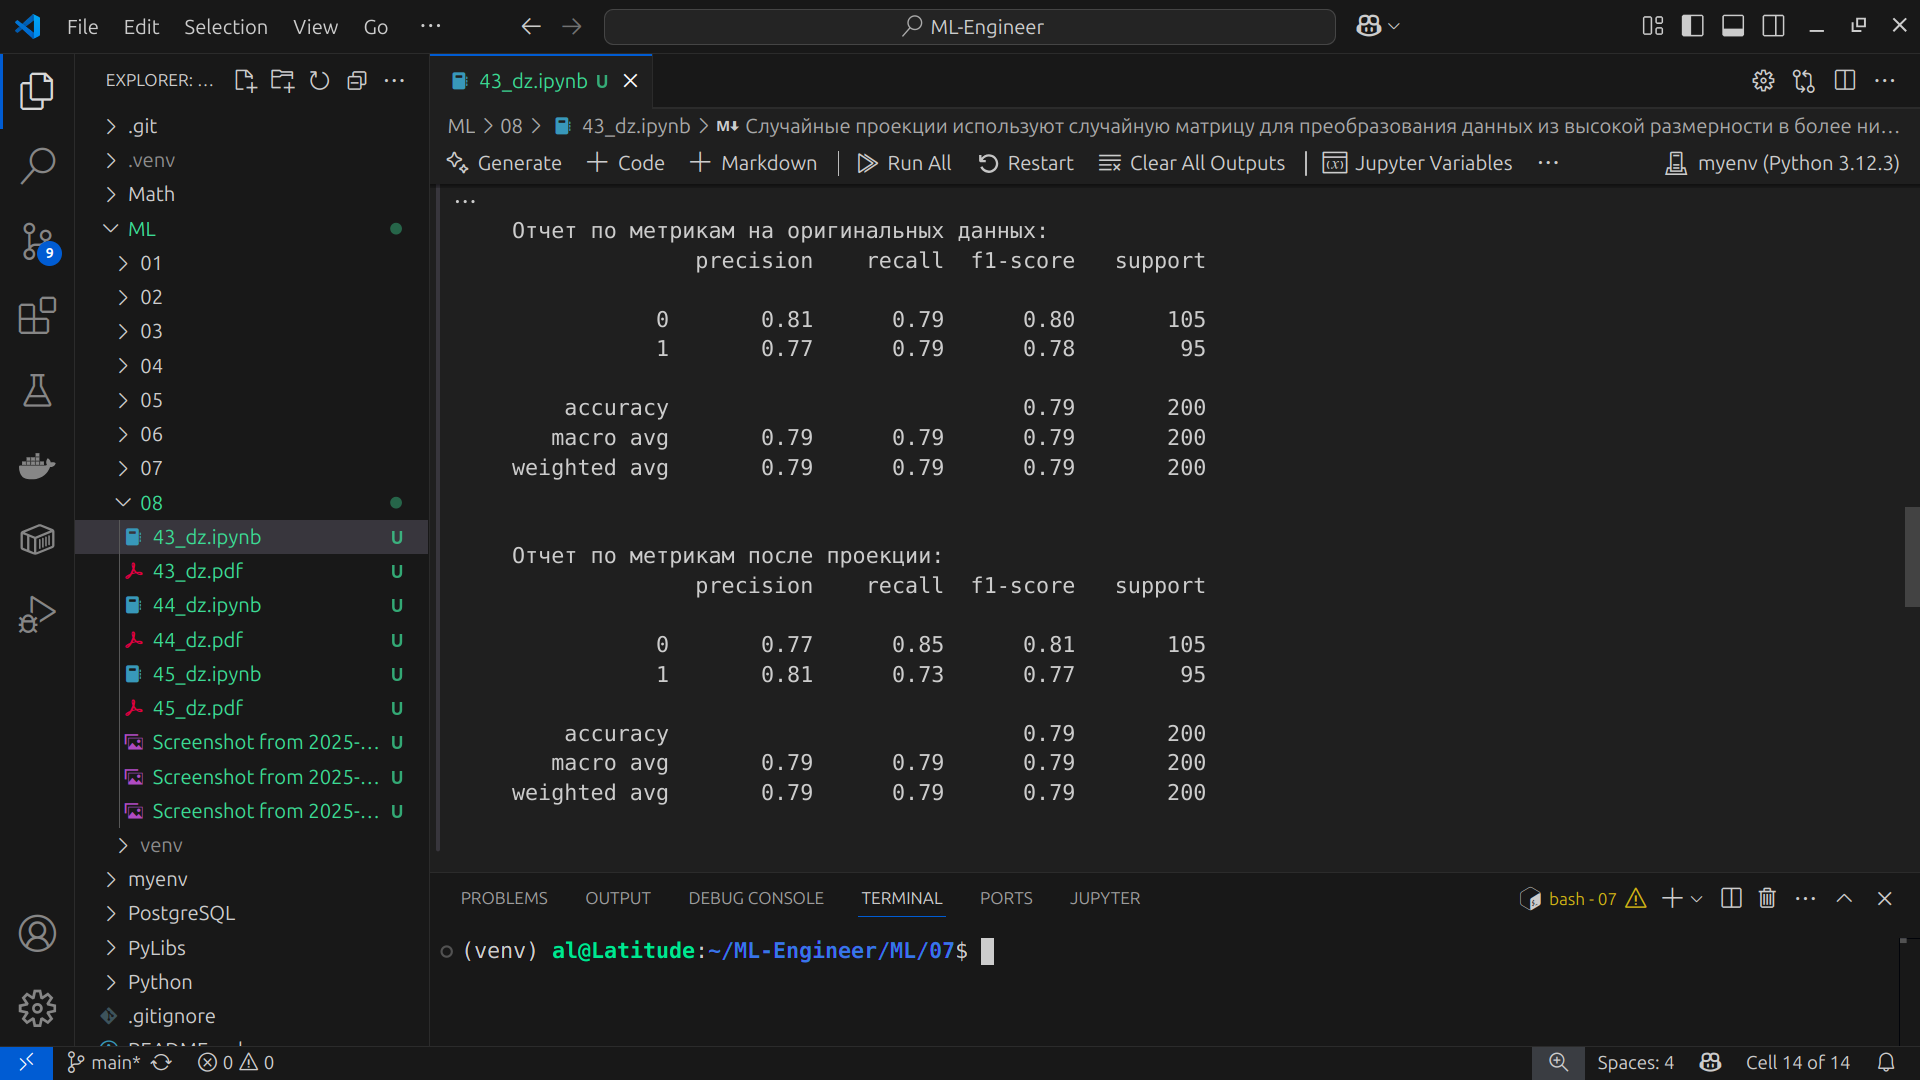 File Edit Selection View Go ··· ML-Engineer
EXPLORER: ... ···
.git
.venv
Math
ML
01
02
03
04
05
06
07
08
43_dz.ipynb U
43_dz.pdf U
44_dz.ipynb U
44_dz.pdf U
45_dz.ipynb U
45_dz.pdf U
Screenshot from 2025-... U
Screenshot from 2025-... U
Screenshot from 2025-... U
venv
myenv
PostgreSQL
PyLibs
Python
.gitignore
9
43_dz.ipynb U
ML > 08 > 43_dz.ipynb > M↓ Случайные проекции используют случайную матрицу для преобразования данных из высокой размерности в более ни...
Generate + Code + Markdown Run All Restart Clear All Outputs Jupyter Variables ··· myenv (Python 3.12.3)
...
Отчет по метрикам на оригинальных данных:
precision recall f1-score support
0 0.81 0.79 0.80 105
1 0.77 0.79 0.78 95
accuracy 0.79 200
macro avg 0.79 0.79 0.79 200
weighted avg 0.79 0.79 0.79 200
Отчет по метрикам после проекции:
precision recall f1-score support
0 0.77 0.85 0.81 105
1 0.81 0.73 0.77 95
accuracy 0.79 200
macro avg 0.79 0.79 0.79 200
weighted avg 0.79 0.79 0.79 200
PROBLEMS OUTPUT DEBUG CONSOLE TERMINAL PORTS JUPYTER bash - 07
(venv) al@Latitude:~/ML-Engineer/ML/07$
main* 0 0 Spaces: 4 Cell 14 of 14